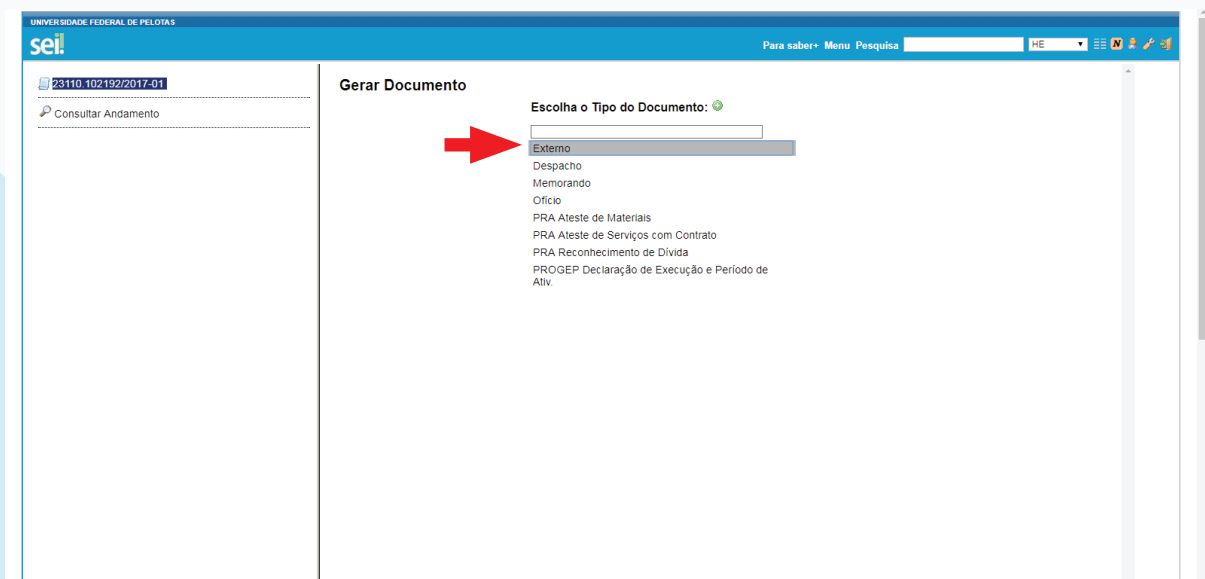 UNIVERSIDADE FEDERAL DE PELOTAS
sei!
Para saber+ Menu Pesquisa
HE
N
23110.102192/2017-01
Consultar Andamento
Gerar Documento
Escolha o Tipo do Documento:
Externo
Despacho
Memorando
Ofício
PRA Ateste de Materiais
PRA Ateste de Serviços com Contrato
PRA Reconhecimento de Dívida
PROGEP Declaração de Execução e Período de
Ativ.